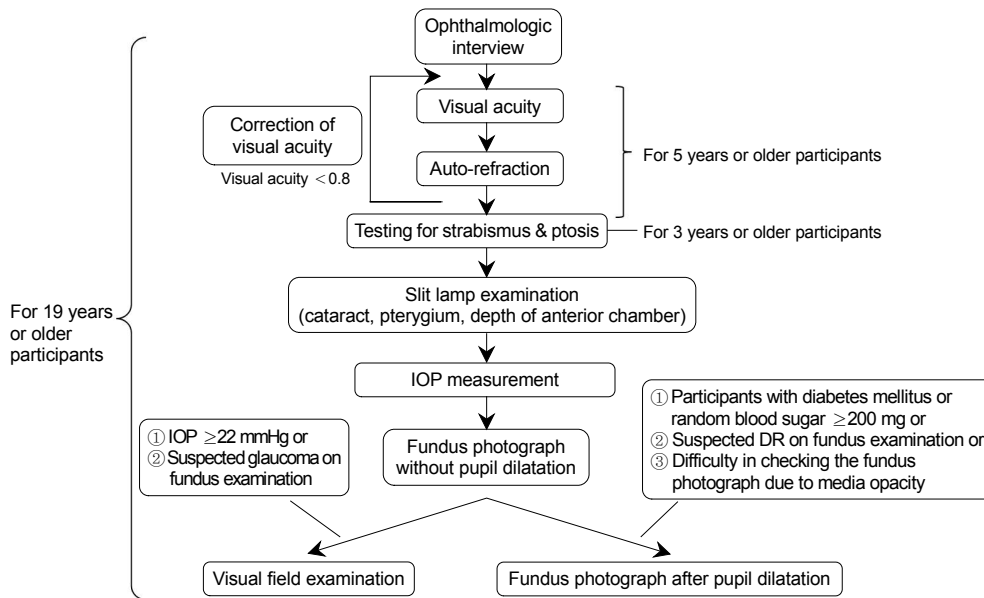 Ophthalmologic
interview
Visual acuity
Correction of
visual acuity
Visual acuity <0.8
Auto-refraction
For 5 years or older participants
Testing for strabismus & ptosis
For 3 years or older participants
Slit lamp examination
(cataract, pterygium, depth of anterior chamber)
For 19 years
or older
participants
IOP measurement
① Participants with diabetes mellitus or
random blood sugar ≥200 mg or
② Suspected DR on fundus examination or
③ Difficulty in checking the fundus
photograph due to media opacity
① IOP ≥22 mmHg or
② Suspected glaucoma on
fundus examination
Fundus photograph
without pupil dilatation
Visual field examination
Fundus photograph after pupil dilatation